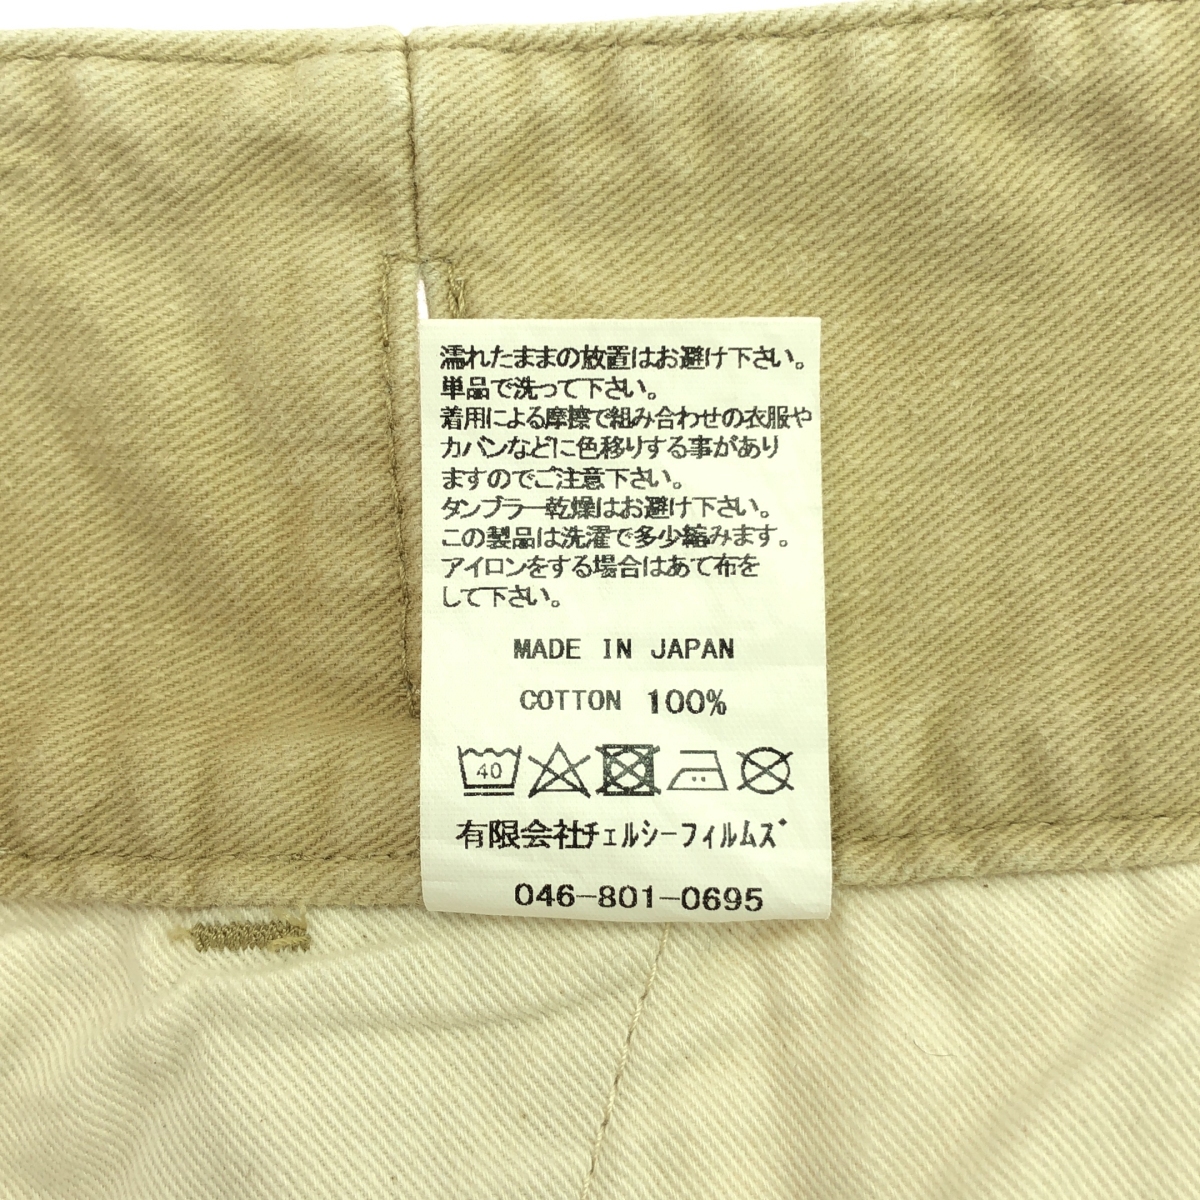 濡れたままの放置はお避け下さい。
単品で洗って下さい。
着用による摩擦で組み合わせの衣服や
カバンなどに色移りする事があり
ますのでご注意下さい。
タンブラー乾燥はお避け下さい。
この製品は洗濯で多少縮みます。
アイロンをする場合はあて布を
して下さい。
MADE IN JAPAN
COTTON 100%
40
有限会社チェルシーフィルムズ
046-801-0695